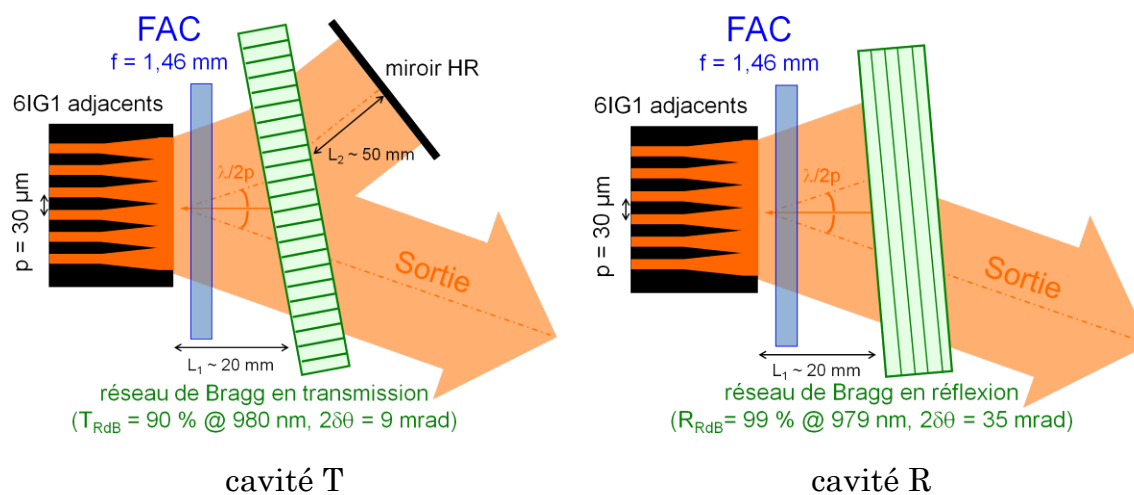 FAC
f = 1,46 mm
miroir HR
6IG1 adjacents
L₂ ~ 50 mm
λ/2p
p = 30 µm
Sortie
L₁ ~ 20 mm
réseau de Bragg en transmission
(T_RdB = 90 % @ 980 nm, 2δθ = 9 mrad)
cavité T
FAC
f = 1,46 mm
6IG1 adjacents
λ/2p
p = 30 µm
Sortie
L₁ ~ 20 mm
réseau de Bragg en réflexion
(R_RdB= 99 % @ 979 nm, 2δθ = 35 mrad)
cavité R